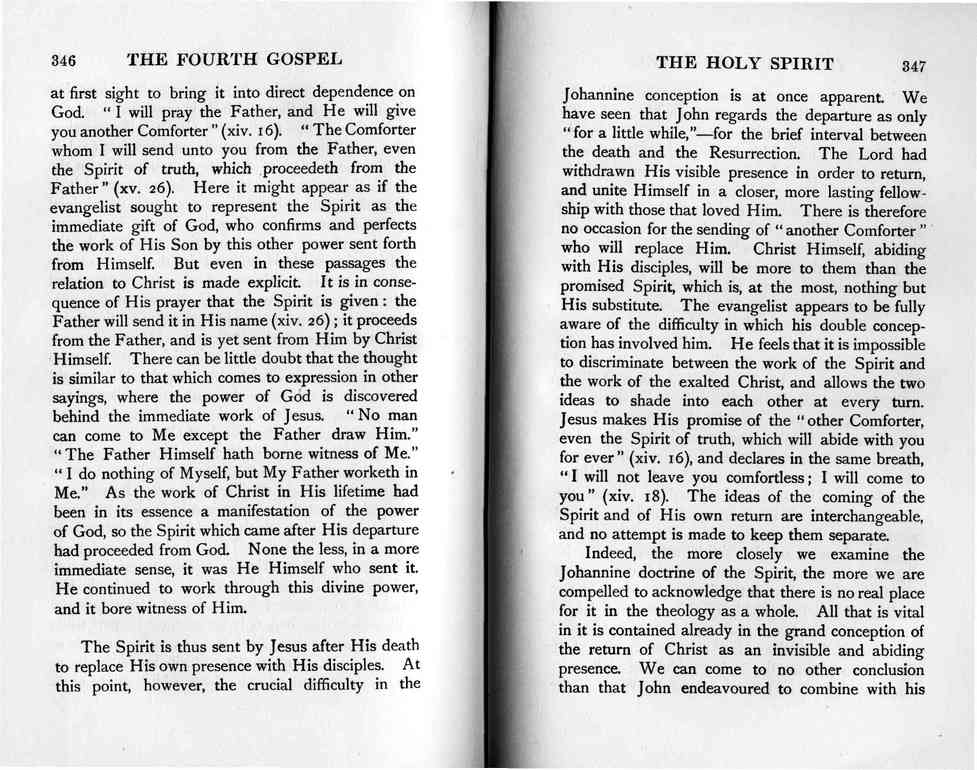 346 THE FOURTH GOSPEL
at first sight to bring it into direct dependence on
God. “ I will pray the Father, and He will give
you another Comforter ” (xiv. 16). “ The Comforter
whom I will send unto you from the Father, even
the Spirit of truth, which proceedeth from the
Father ” (xv. 26). Here it might appear as if the
evangelist sought to represent the Spirit as the
immediate gift of God, who confirms and perfects
the work of His Son by this other power sent forth
from Himself. But even in these passages the
relation to Christ is made explicit. It is in conse-
quence of His prayer that the Spirit is given : the
Father will send it in His name (xiv. 26) ; it proceeds
from the Father, and is yet sent from Him by Christ
Himself. There can be little doubt that the thought
is similar to that which comes to expression in other
sayings, where the power of God is discovered
behind the immediate work of Jesus. “ No man
can come to Me except the Father draw Him.”
“ The Father Himself hath borne witness of Me.”
“ I do nothing of Myself, but My Father worketh in
Me.” As the work of Christ in His lifetime had
been in its essence a manifestation of the power
of God, so the Spirit which came after His departure
had proceeded from God. None the less, in a more
immediate sense, it was He Himself who sent it.
He continued to work through this divine power,
and it bore witness of Him.
The Spirit is thus sent by Jesus after His death
to replace His own presence with His disciples. At
this point, however, the crucial difficulty in the
THE HOLY SPIRIT 347
Johannine conception is at once apparent. We
have seen that John regards the departure as only
“ for a little while,”—for the brief interval between
the death and the Resurrection. The Lord had
withdrawn His visible presence in order to return,
and unite Himself in a closer, more lasting fellow-
ship with those that loved Him. There is therefore
no occasion for the sending of “ another Comforter ”
who will replace Him. Christ Himself, abiding
with His disciples, will be more to them than the
promised Spirit, which is, at the most, nothing but
His substitute. The evangelist appears to be fully
aware of the difficulty in which his double concep-
tion has involved him. He feels that it is impossible
to discriminate between the work of the Spirit and
the work of the exalted Christ, and allows the two
ideas to shade into each other at every turn.
Jesus makes His promise of the “ other Comforter,
even the Spirit of truth, which will abide with you
for ever ” (xiv. 16), and declares in the same breath,
“ I will not leave you comfortless ; I will come to
you ” (xiv. 18). The ideas of the coming of the
Spirit and of His own return are interchangeable,
and no attempt is made to keep them separate.
Indeed, the more closely we examine the
Johannine doctrine of the Spirit, the more we are
compelled to acknowledge that there is no real place
for it in the theology as a whole. All that is vital
in it is contained already in the grand conception of
the return of Christ as an invisible and abiding
presence. We can come to no other conclusion
than that John endeavoured to combine with his